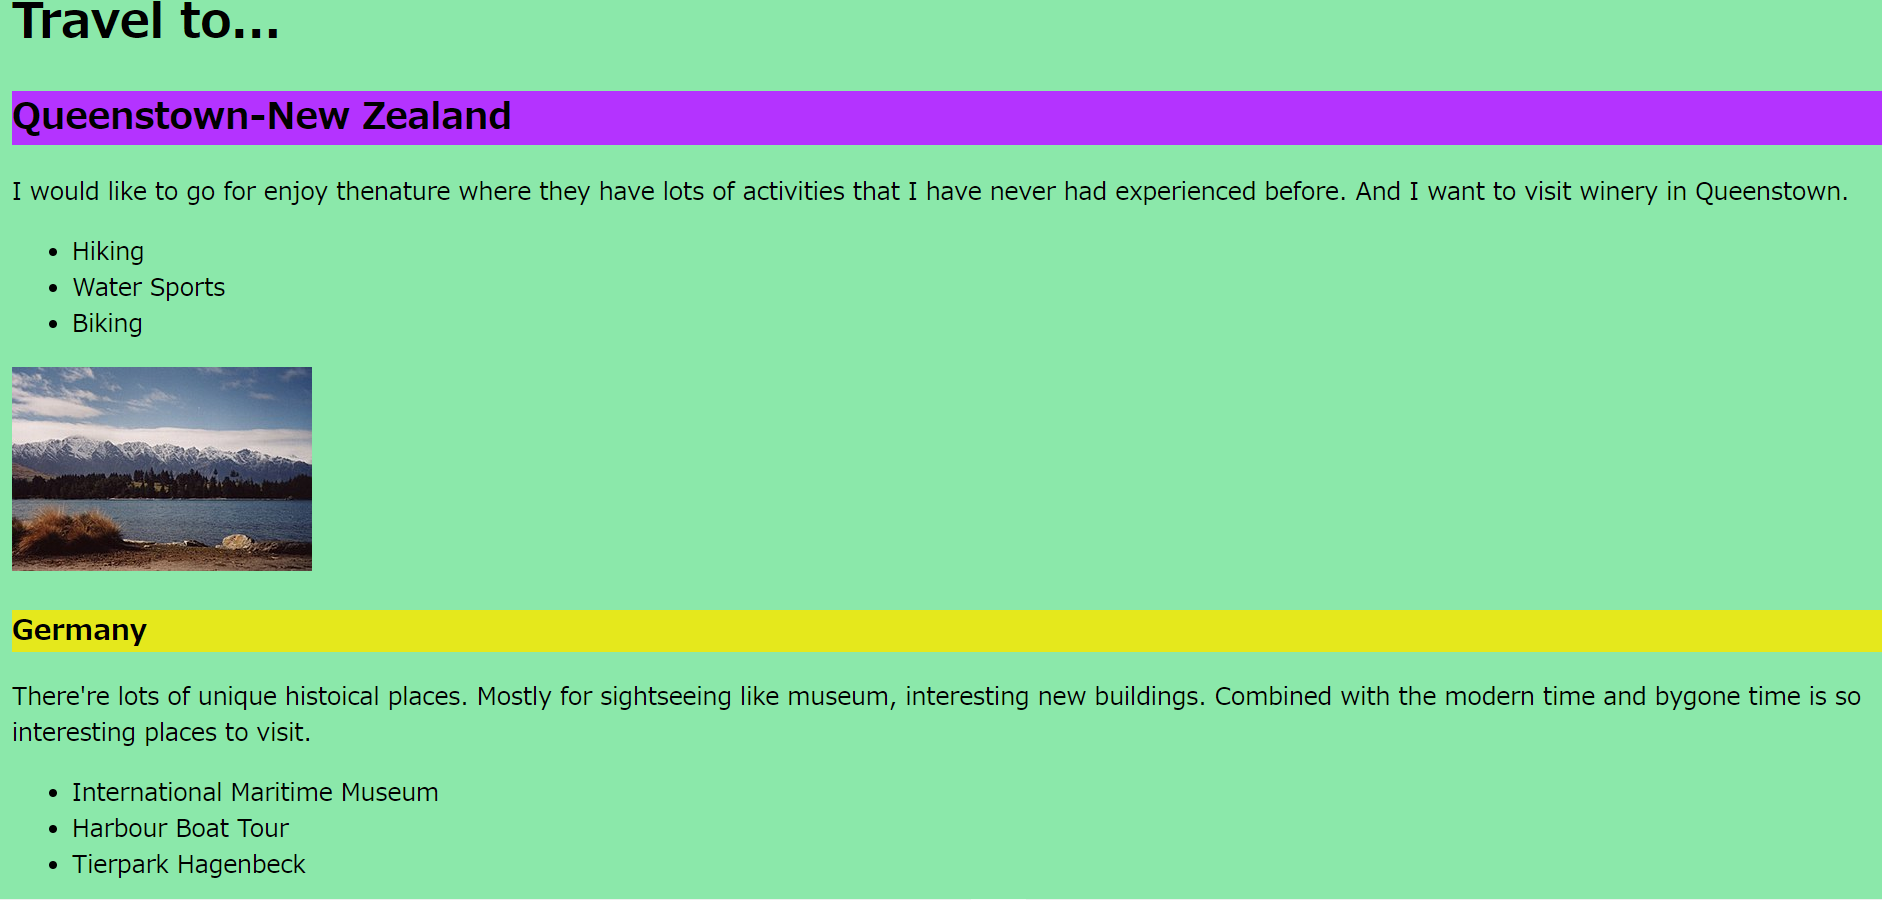 Travel to...
Queenstown-New Zealand
I would like to go for enjoy thenature where they have lots of activities that I have never had experienced before. And I want to visit winery in Queenstown.
Hiking
Water Sports
Biking
Germany
There're lots of unique histoical places. Mostly for sightseeing like museum, interesting new buildings. Combined with the modern time and bygone time is so
interesting places to visit.
International Maritime Museum
Harbour Boat Tour
Tierpark Hagenbeck